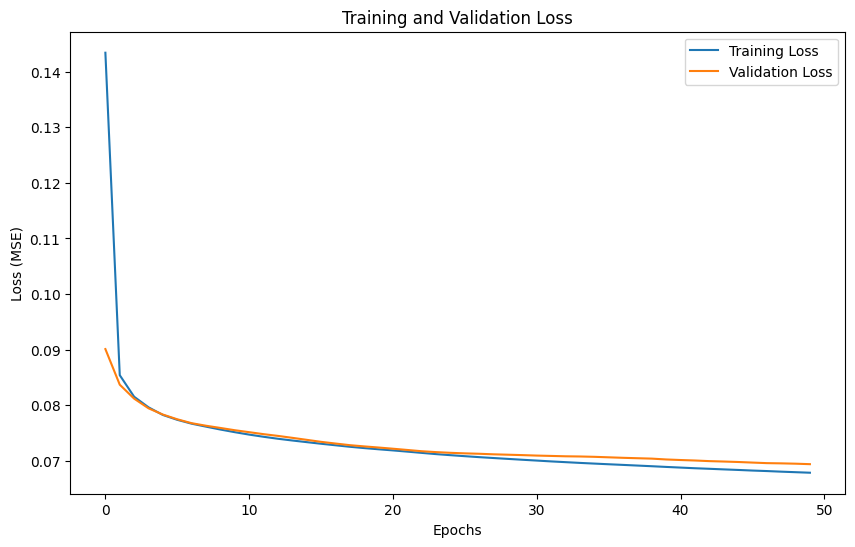 Training and Validation Loss
Training Loss
Validation Loss
Loss (MSE)
0.14
0.13
0.12
0.11
0.10
0.09
0.08
0.07
0 10 20 30 40 50
Epochs